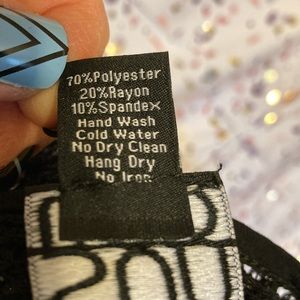 70%Polyester
20%Rayon
10%Spandex
Hand Wash
Cold Water
No Dry Clean
Hang Dry
No Iron